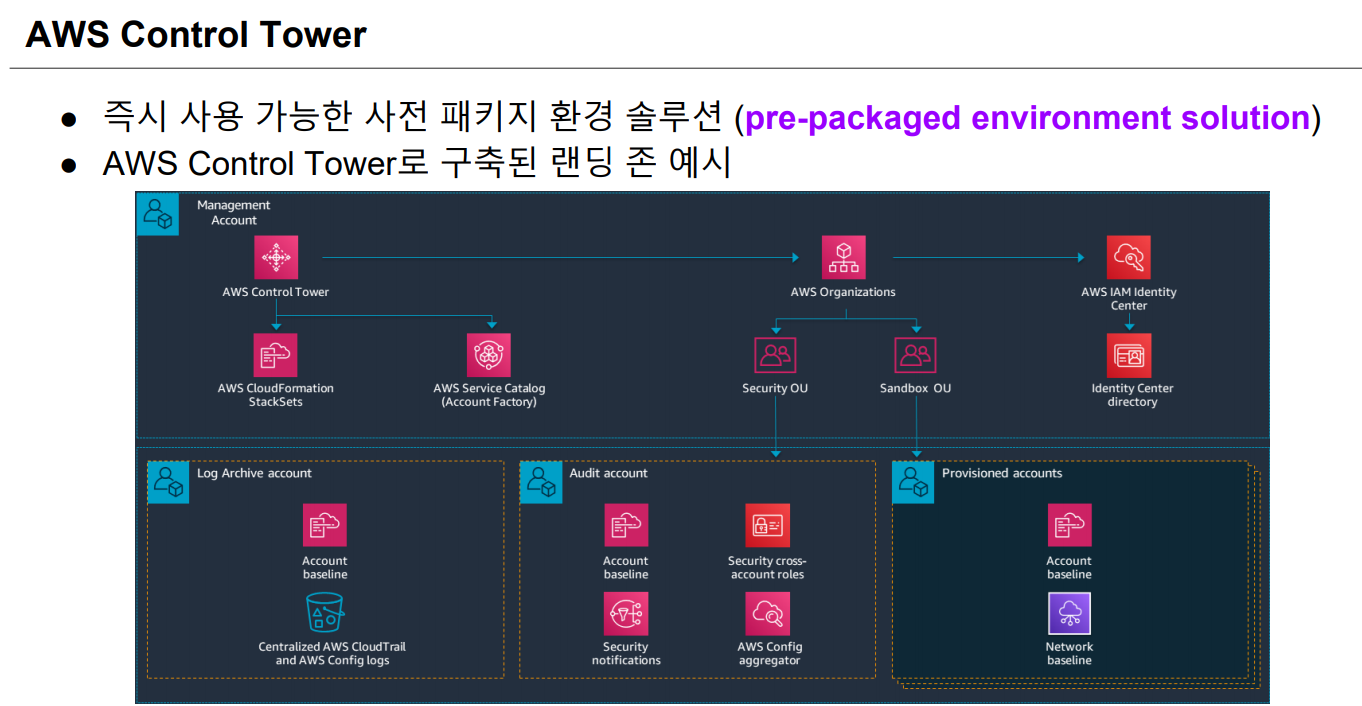 AWS Control Tower
● 즉시 사용 가능한 사전 패키지 환경 솔루션 (pre-packaged environment solution)
● AWS Control Tower로 구축된 랜딩 존 예시
Management
Account
AWS Control Tower
AWS Organizations
AWS IAM Identity
Center
AWS CloudFormation
StackSets
AWS Service Catalog
(Account Factory)
Security OU
Sandbox OU
Identity Center
directory
Log Archive account
Account
baseline
Centralized AWS CloudTrail
and AWS Config logs
Audit account
Account
baseline
Security cross-
account roles
Security
notifications
AWS Config
aggregator
Provisioned accounts
Account
baseline
Network
baseline